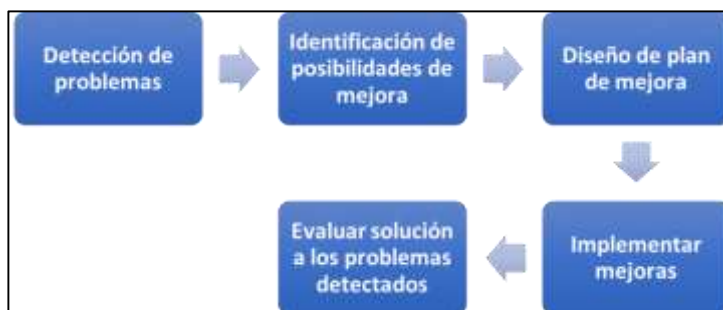 Detección de
problemas
Identificación de
posibilidades de
mejora
Diseño de plan
de mejora
Implementar
mejoras
Evaluar solución
a los problemas
detectados